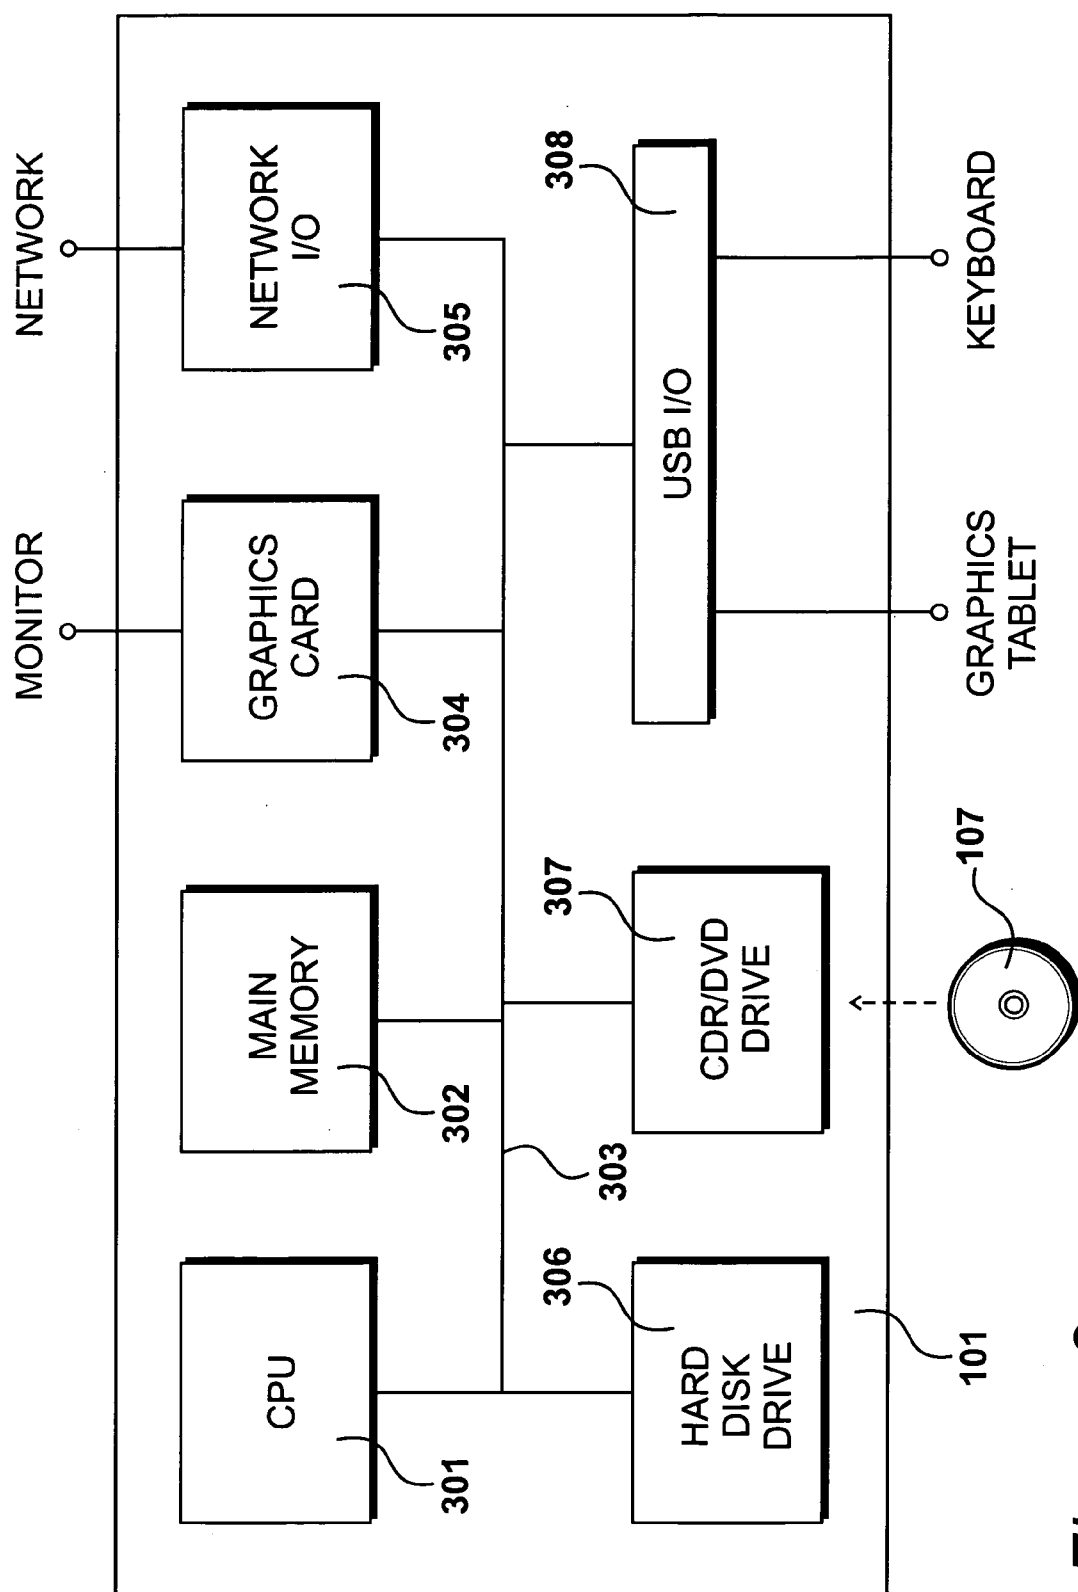 MONITOR
NETWORK
CPU
301
MAIN
MEMORY
302
GRAPHICS
CARD
304
NETWORK
I/O
305
303
306
HARD
DISK
DRIVE
307
CDR/DVD
DRIVE
308
USB I/O
101
107
GRAPHICS
TABLET
KEYBOARD